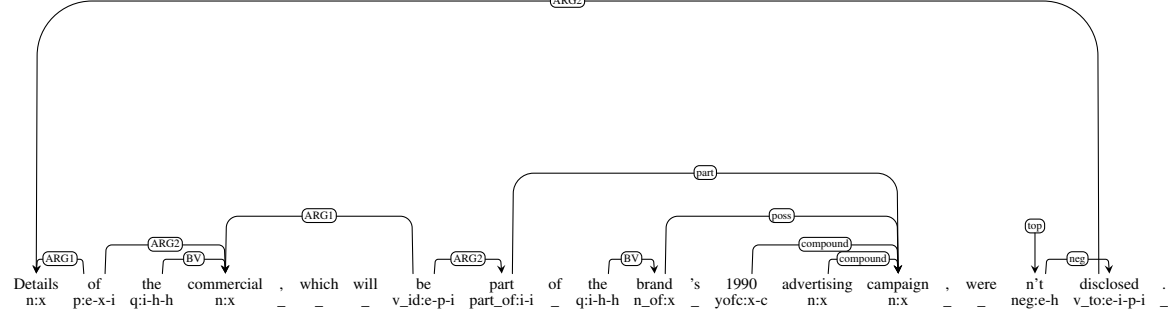 ARG2
part
ARG1 poss top
ARG2 compound
ARG1 BV ARG2 BV compound neg
Details of the commercial , which will be part of the brand 's 1990 advertising campaign , were n't disclosed .
n:x p:e-x-i q:i-h-h n:x _ _ _ v_id:e-p-i part_of:i-i _ q:i-h-h n_of:x _ yofc:x-c n:x n:x _ _ neg:e-h v_to:e-i-p-i _